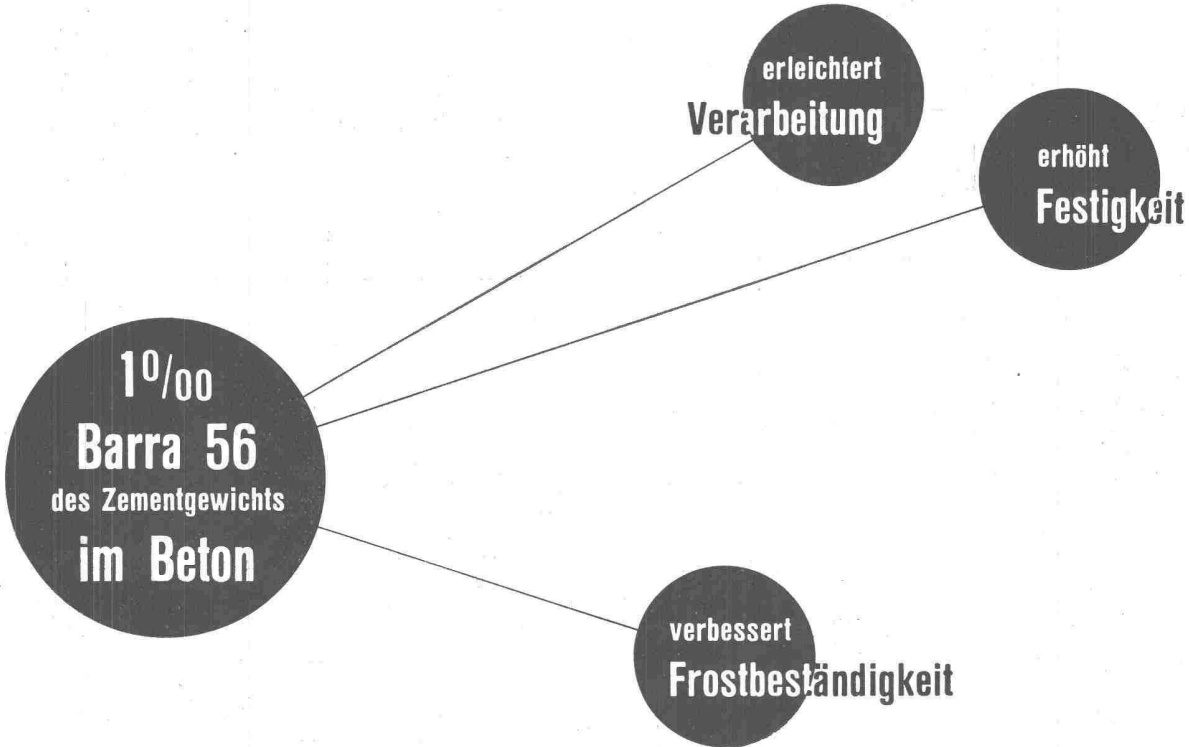 erleichtert
Verarbeitung
erhöht
Festigkeit
1⁰/₀₀
Barra 56
des Zementgewichts
im Beton
verbessert
Frostbeständigkeit